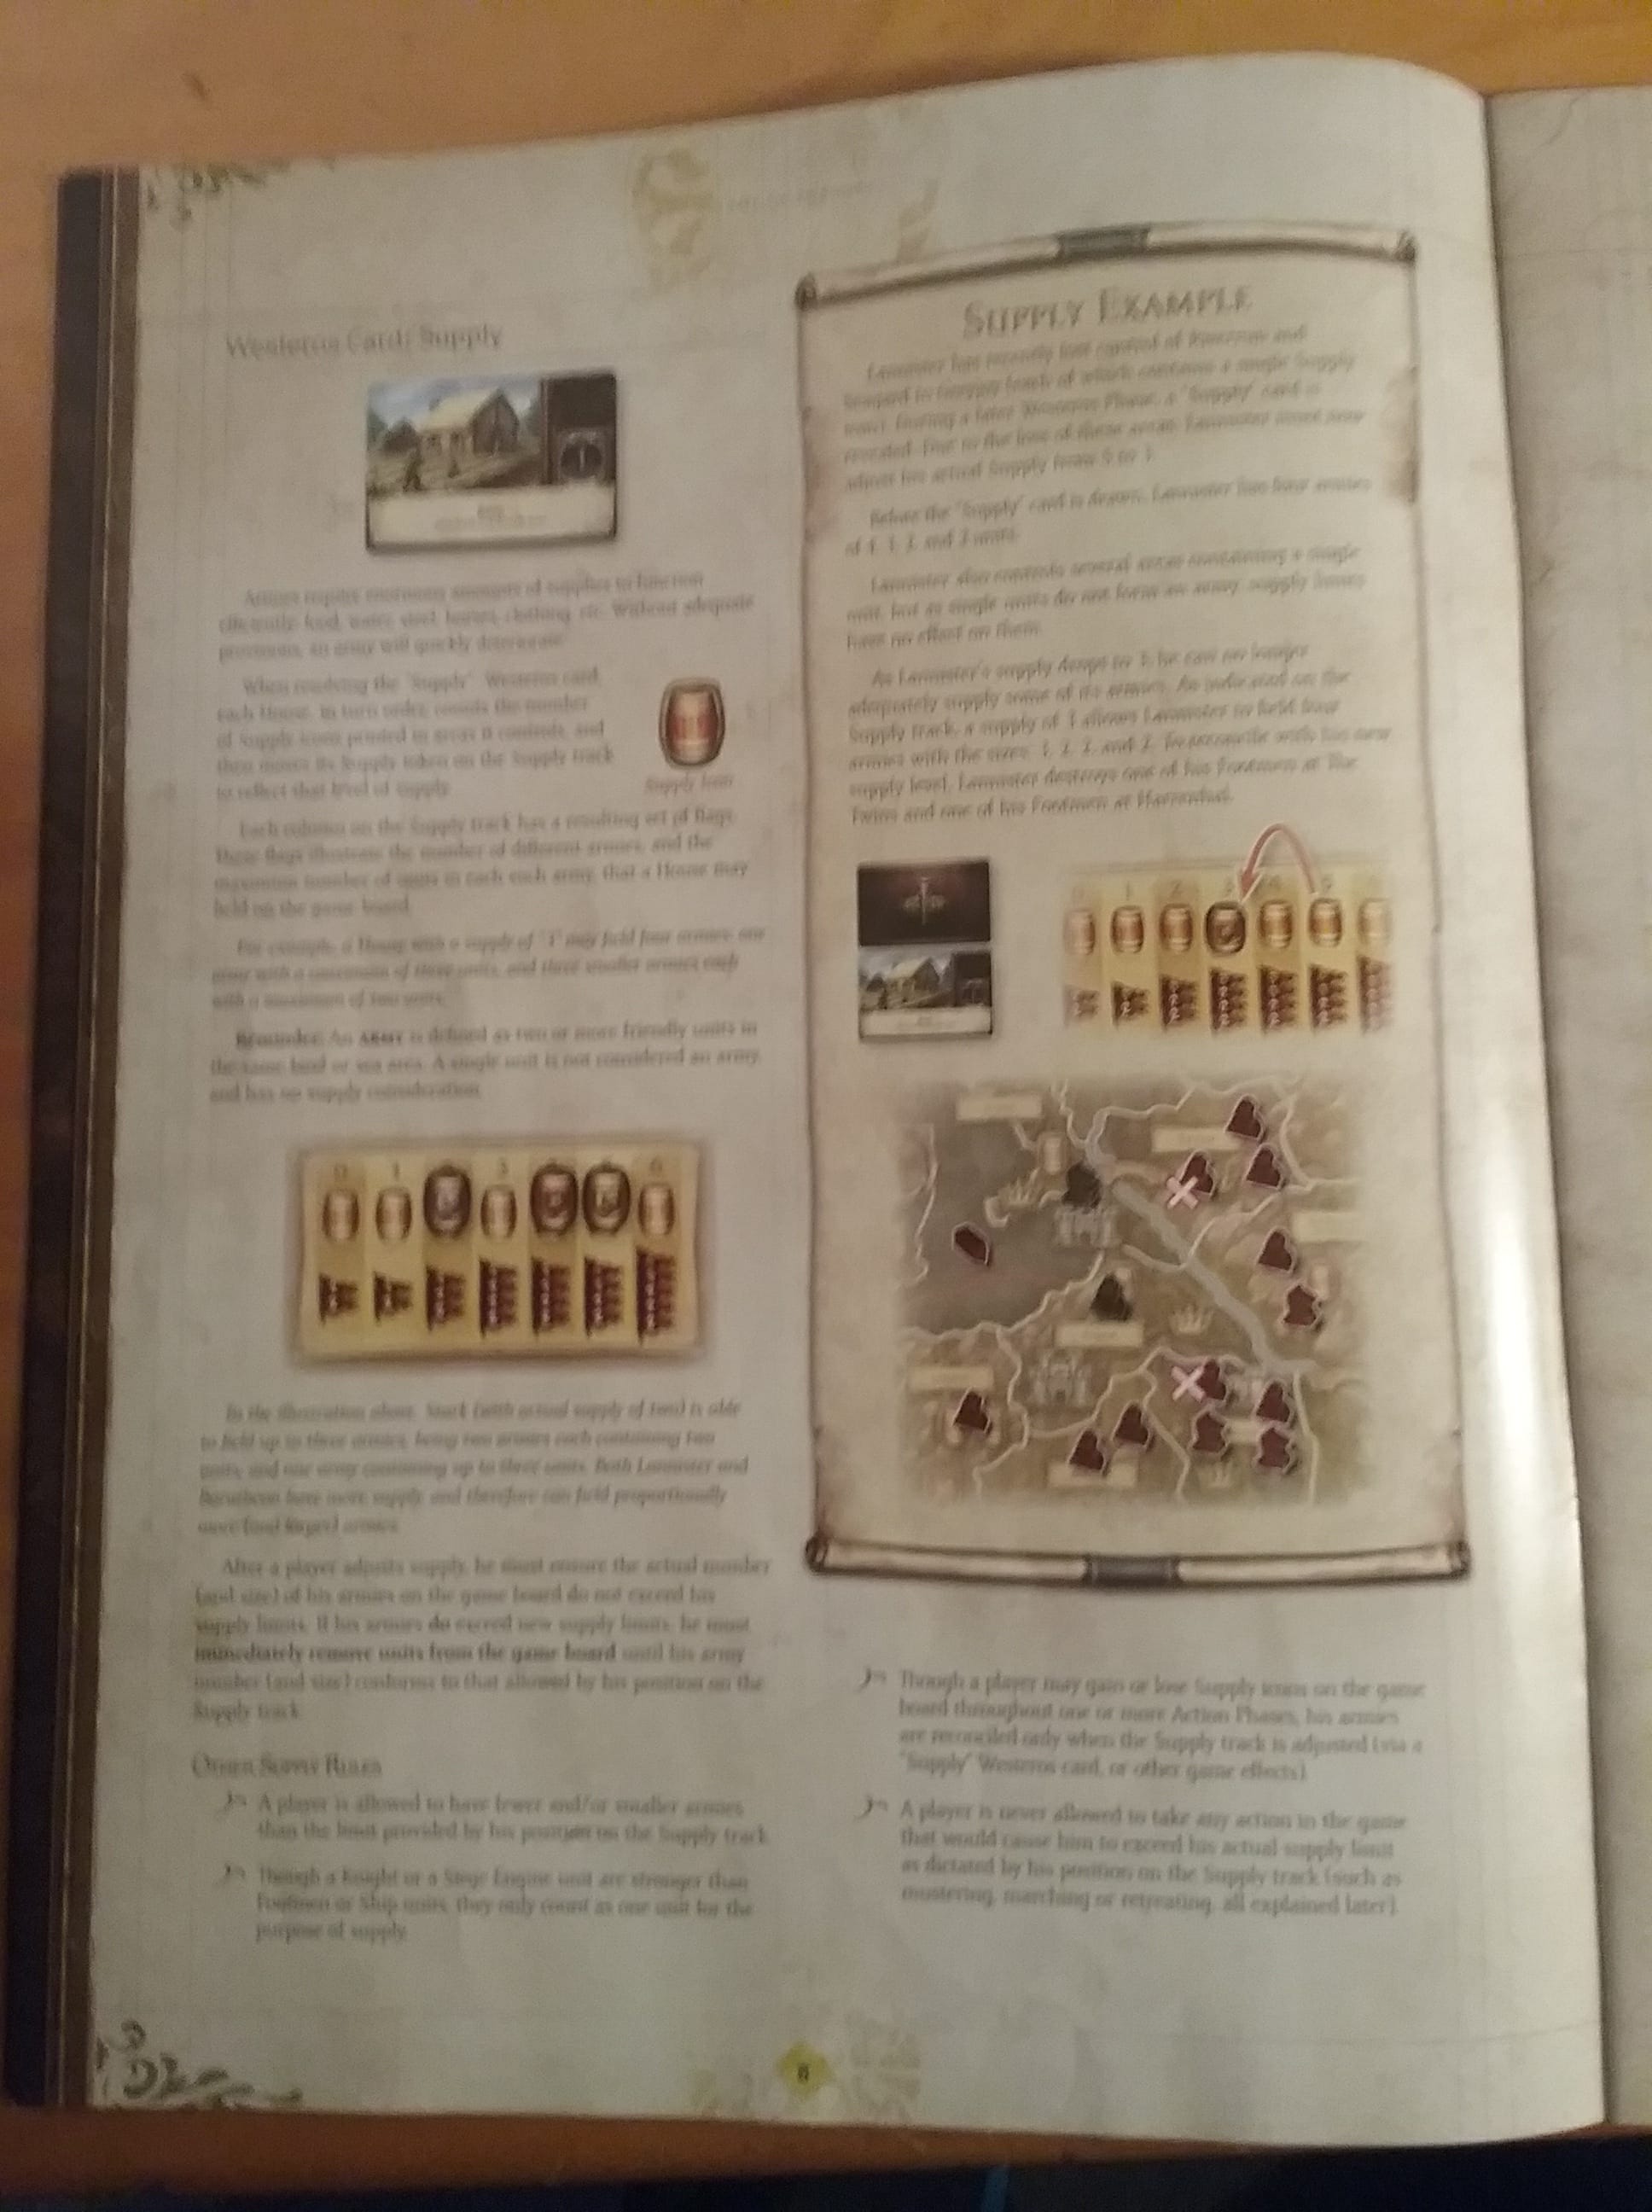 Westeros Card: Supply
Armies require enormous amounts of supplies to function
efficiently: food, water, steel, horses, clothing, etc. Without adequate
provisions, an army will quickly deteriorate.
When resolving the "Supply" Westeros card,
each House, in turn order, counts the number
of Supply icons printed in areas it controls, and
then moves its Supply token on the Supply track
to reflect that level of supply.
Supply Icon
Each column on the Supply track has a resulting set of flags.
These flags illustrate the number of different armies, and the
maximum number of units in each such army, that a House may
hold on the game board.
For example, a House with a supply of "3" may field four armies: one
army with a maximum of three units, and three smaller armies each
with a maximum of two units.
Reminder: An ARMY is defined as two or more friendly units in
the same land or sea area. A single unit is not considered an army,
and has no supply consideration.
0 1 3 6
In the illustration above, Stark (with actual supply of two) is able
to field up to three armies, being two armies each containing two
units, and one army containing up to three units. Both Lannister and
Baratheon have more supply and therefore can field proportionally
more (and larger) armies.
After a player adjusts supply, he must ensure the actual number
(and size) of his armies on the game board do not exceed his
supply limits. If his armies do exceed new supply limits, he must
immediately remove units from the game board until his army
number (and size) conforms to that allowed by his position on the
Supply track.
Other Supply Rules
A player is allowed to have fewer and/or smaller armies
than the limit provided by his position on the Supply track.
Though a Knight or a Siege Engine unit are stronger than
Footmen or Ship units, they only count as one unit for the
purpose of supply.
Supply Example
Lannister has recently lost control of and
to (each of which contains a single Supply
icon). During a later Westeros Phase, a "Supply" card is
revealed. Due to the loss of these areas, Lannister must now
adjust his actual Supply from 5 to 3.
Before the "Supply" card is drawn, Lannister has four armies
of 4, 3, 2, and 2 units.
Lannister also controls several areas containing a single
unit, but as single units do not form an army, supply limits
have no effect on them.
As Lannister's supply drops to 3, he can no longer
adequately supply some of his armies. As indicated on the
Supply track, a supply of 3 allows Lannister to field four
armies with the sizes: 3, 2, 2, and 2. To reconcile with his new
supply level, Lannister destroys one of his Footmen at The
Twins and one of his Footmen at Harrenhal.
1 2 3 4 5
Though a player may gain or lose Supply icons on the game
board throughout one or more Action Phases, his armies
are reconciled only when the Supply track is adjusted (via a
"Supply" Westeros card, or other game effects).
A player is never allowed to take any action in the game
that would cause him to exceed his actual supply limit
as dictated by his position on the Supply track (such as
mustering, marching or retreating, all explained later).
8